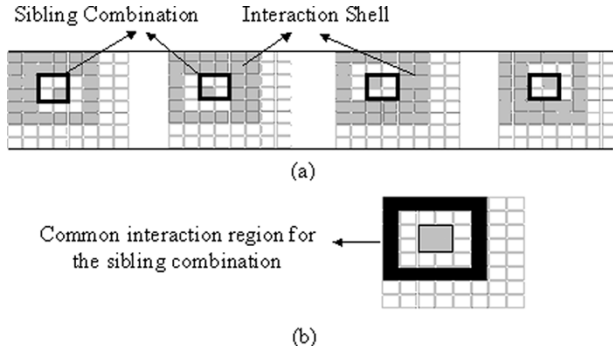 Sibling Combination
Interaction Shell
(a)
Common interaction region for
the sibling combination
(b)